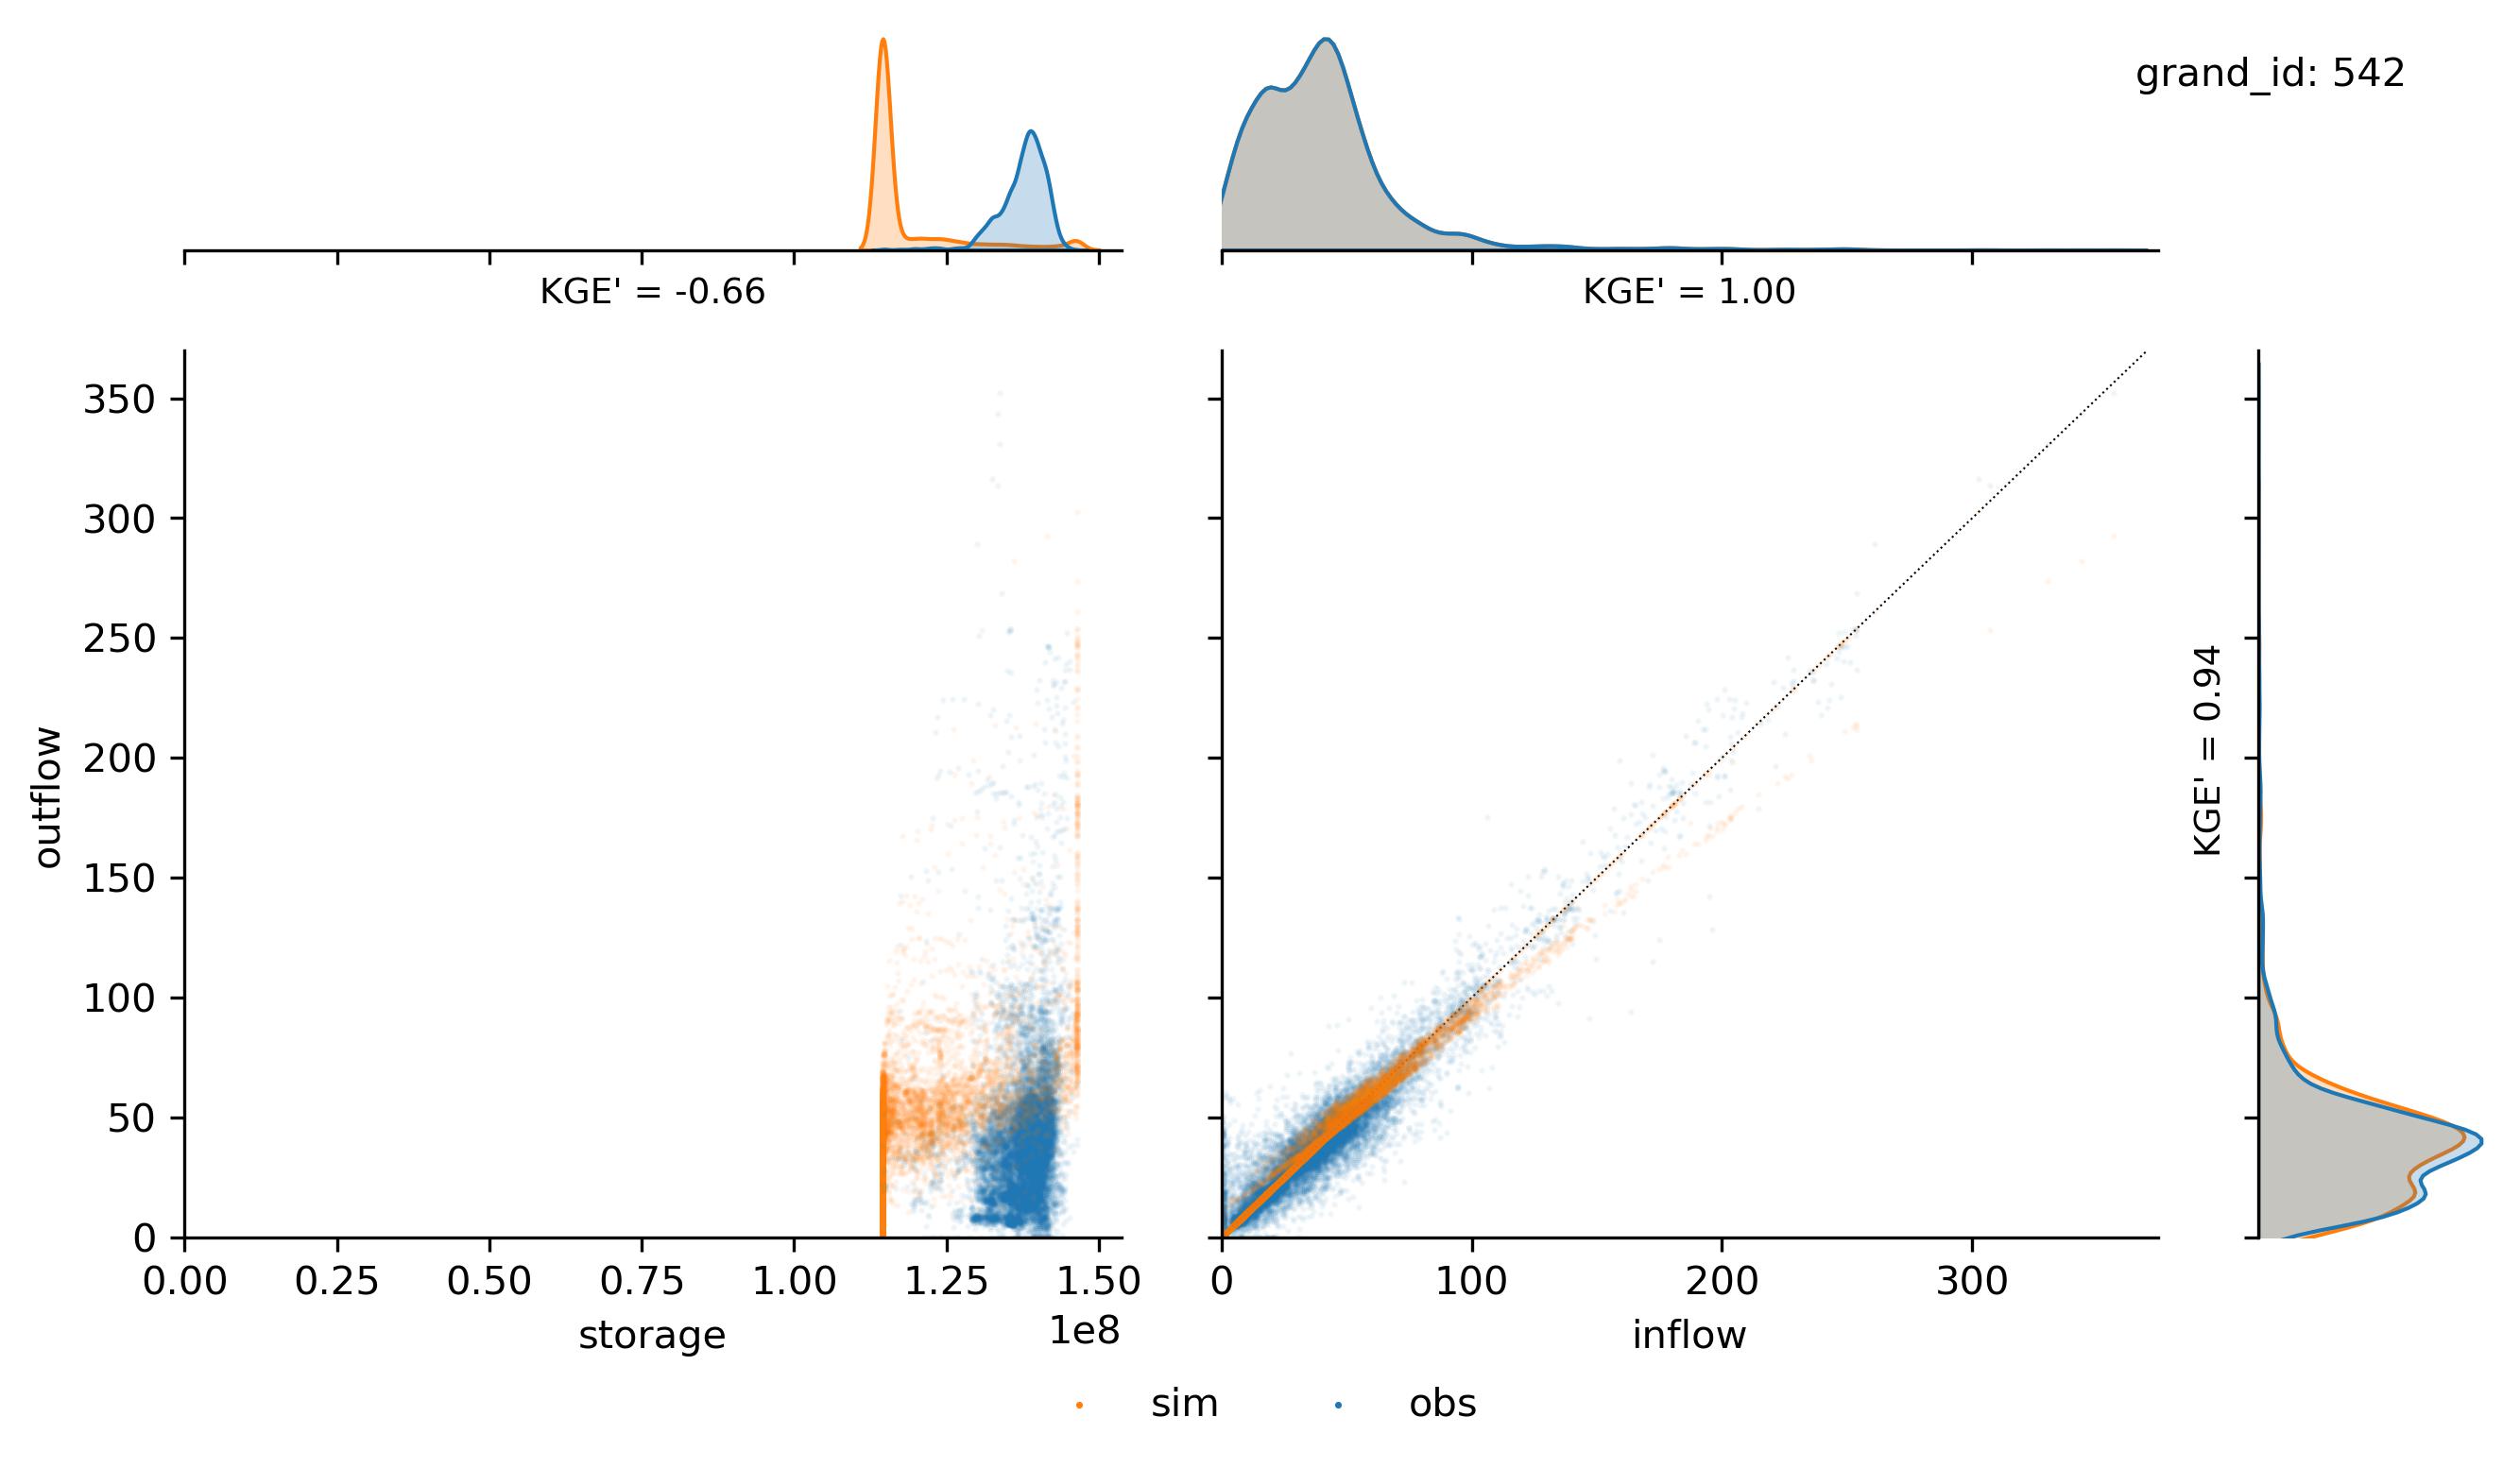 grand_id: 542
KGE' = -0.66
KGE' = 1.00
350
300
250
200
150
100
50
0
outflow
KGE' = 0.94
0.00 0.25 0.50 0.75 1.00 1.25 1.50
0 100 200 300
storage
1e8
inflow
sim obs